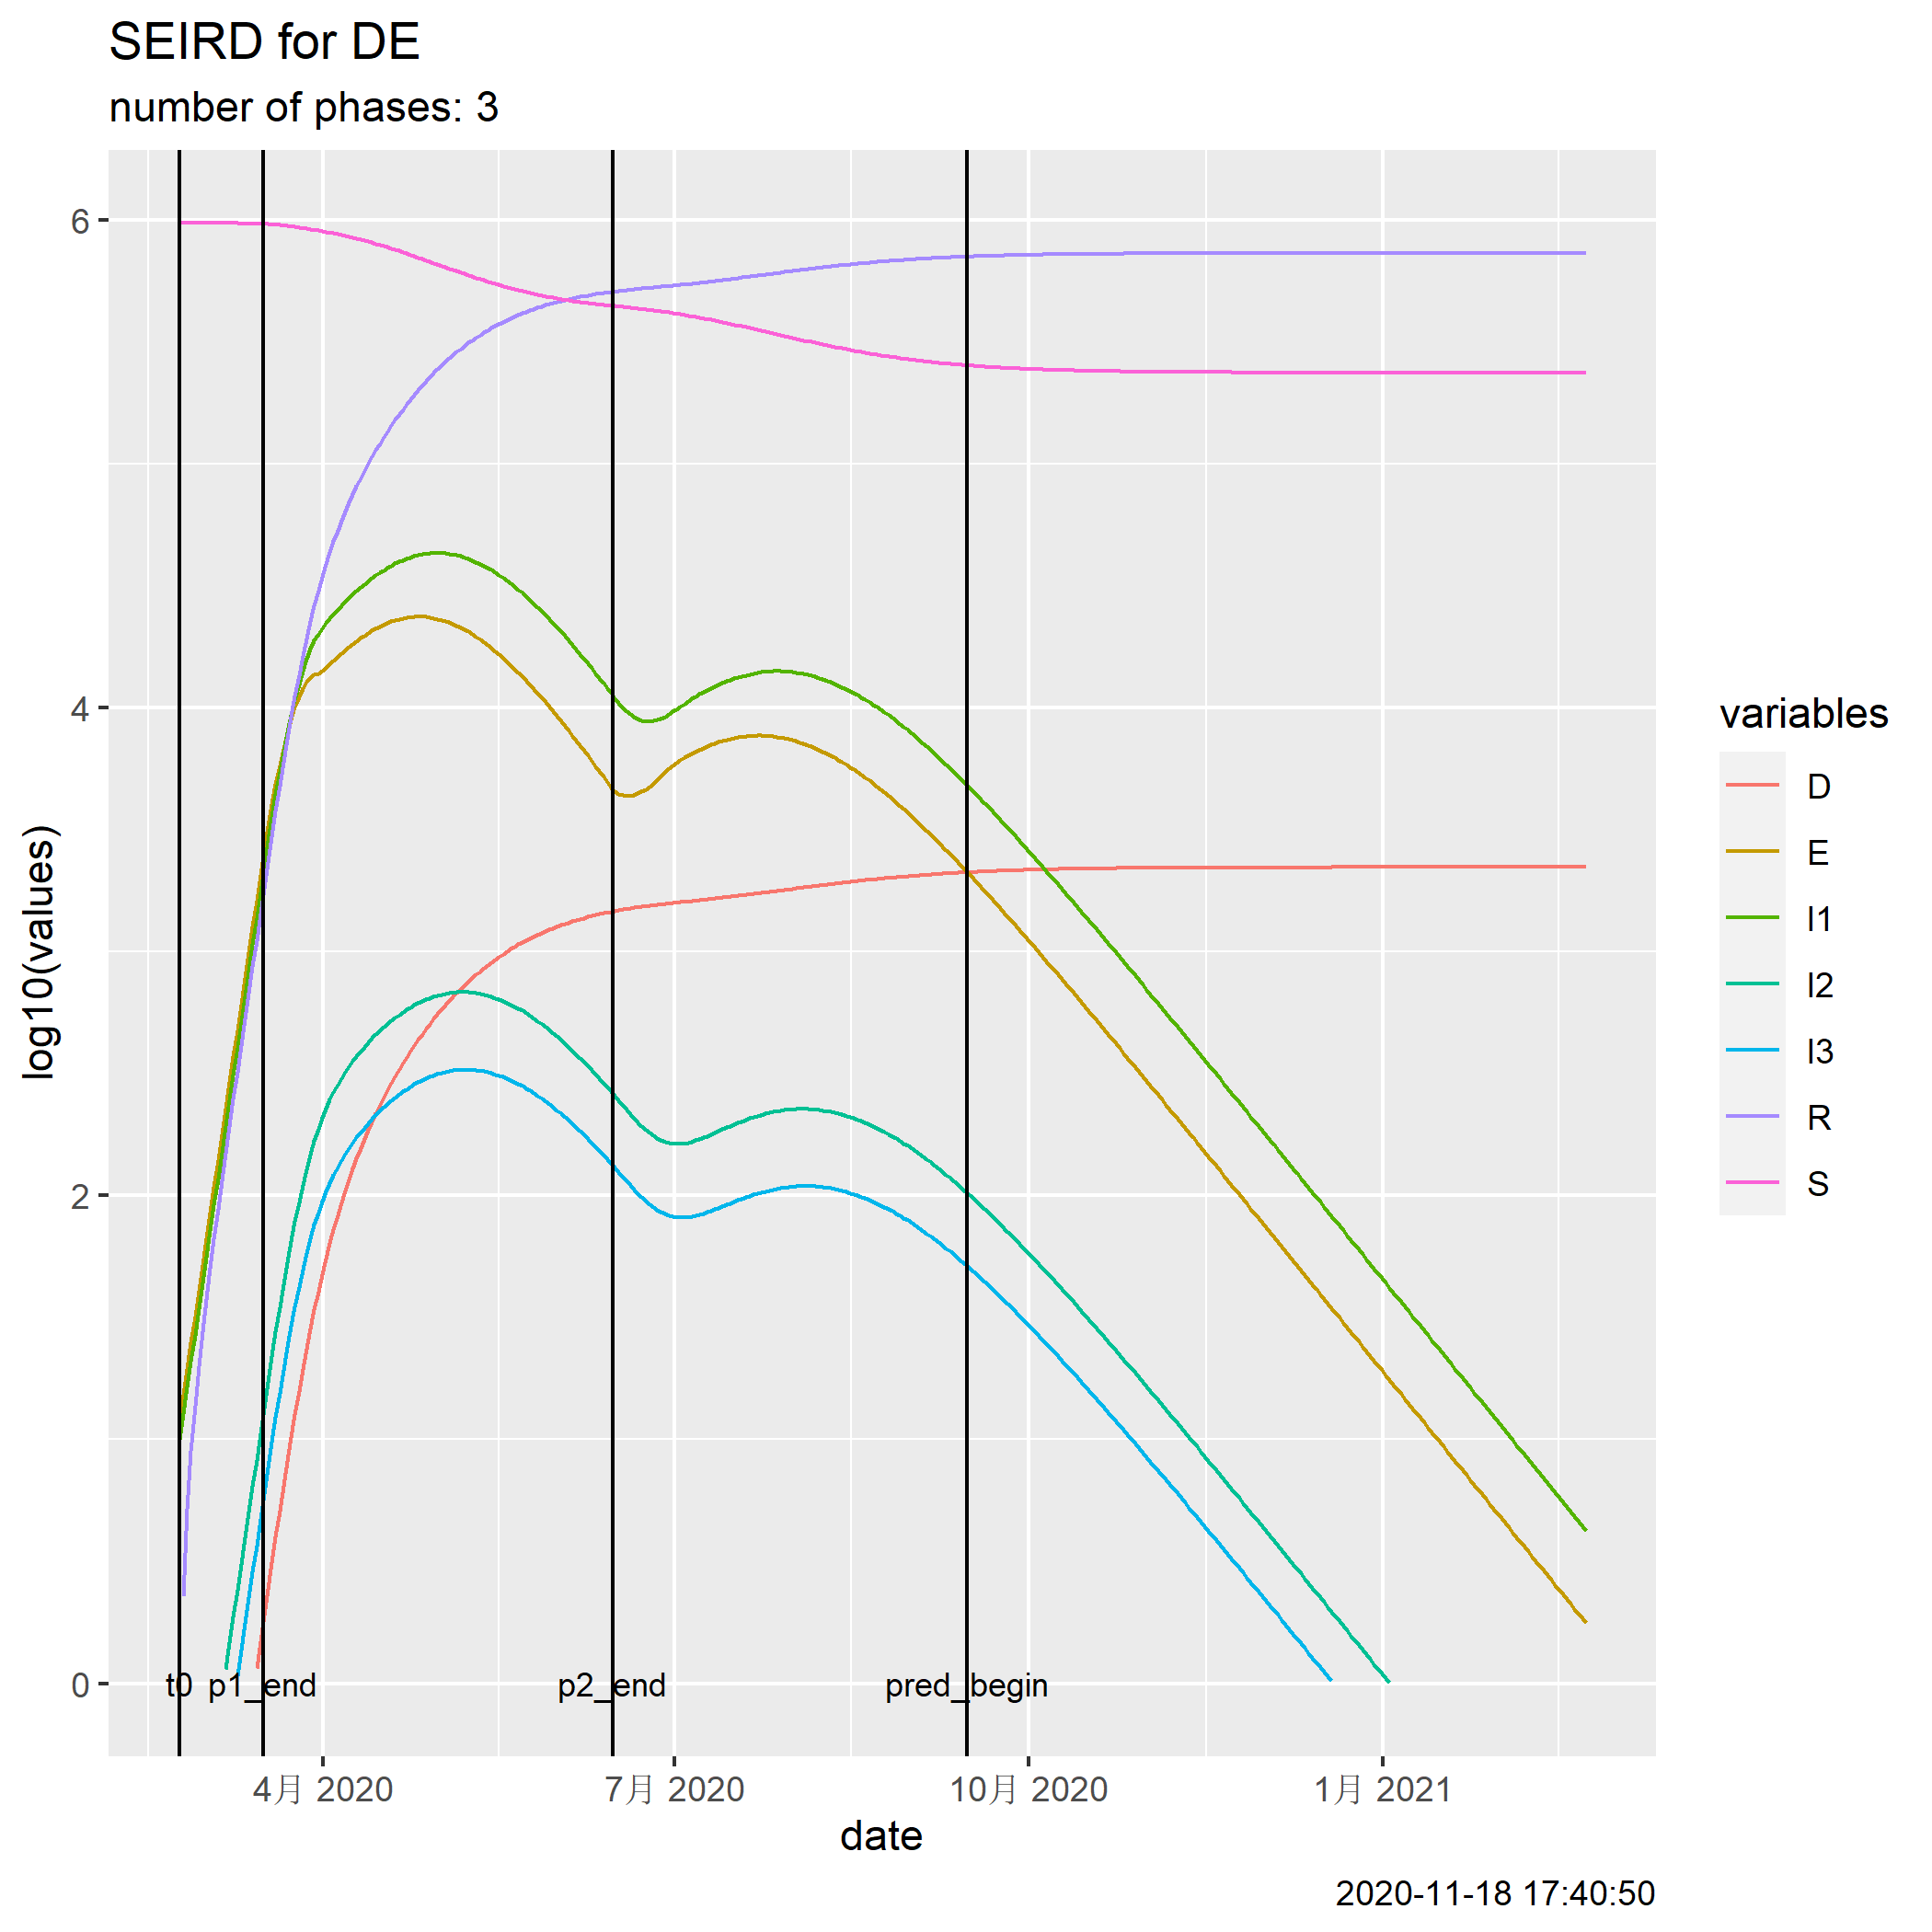 SEIRD for DE
number of phases: 3
log10(values)
6
4
2
0
t0 p1_end p2_end pred_begin
4月 2020 7月 2020 10月 2020 1月 2021
date
variables
D
E
I1
I2
I3
R
S
2020-11-18 17:40:50